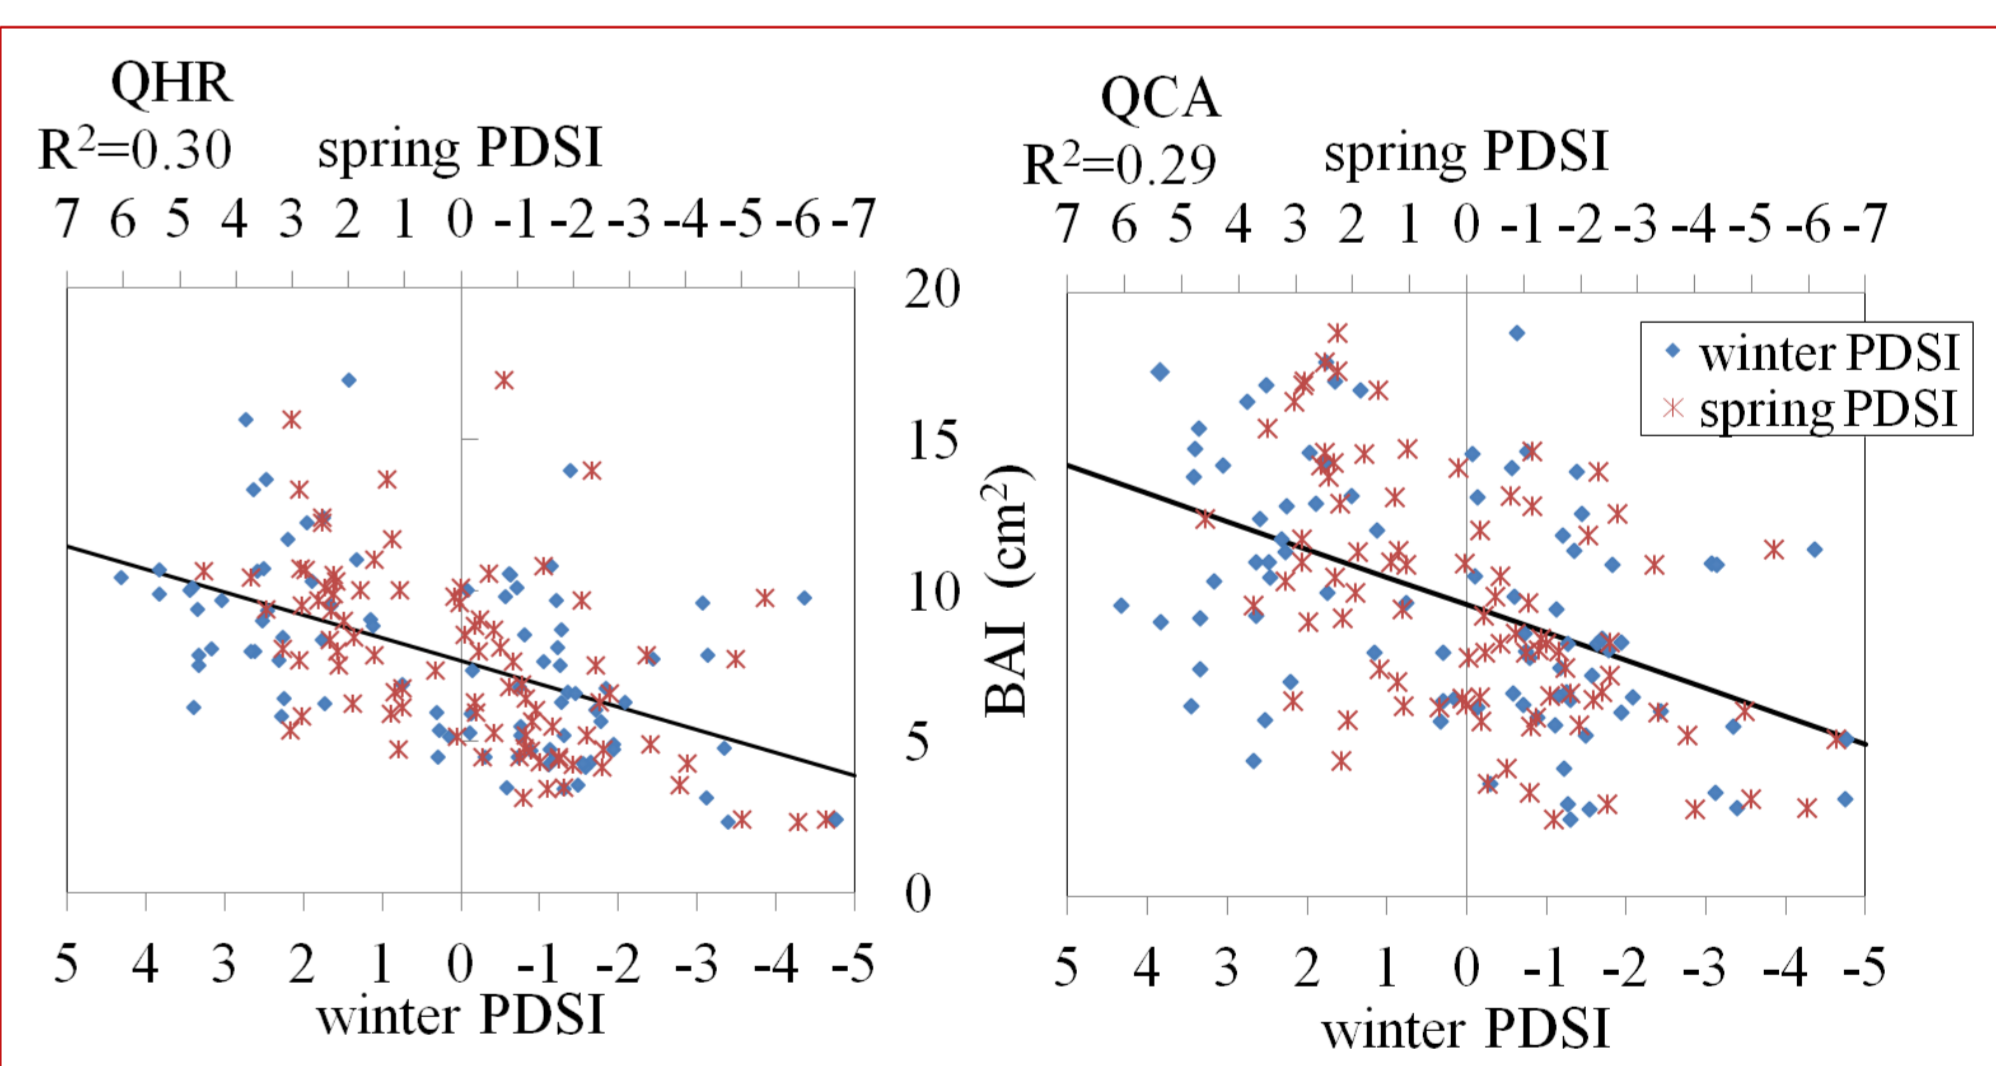 QHR
R²=0.30
spring PDSI
7 6 5 4 3 2 1 0 -1 -2 -3 -4 -5 -6 -7
20
15
10
5
0
BAI (cm²)
5 4 3 2 1 0 -1 -2 -3 -4 -5
winter PDSI
QCA
R²=0.29
spring PDSI
7 6 5 4 3 2 1 0 -1 -2 -3 -4 -5 -6 -7
winter PDSI
spring PDSI
5 4 3 2 1 0 -1 -2 -3 -4 -5
winter PDSI